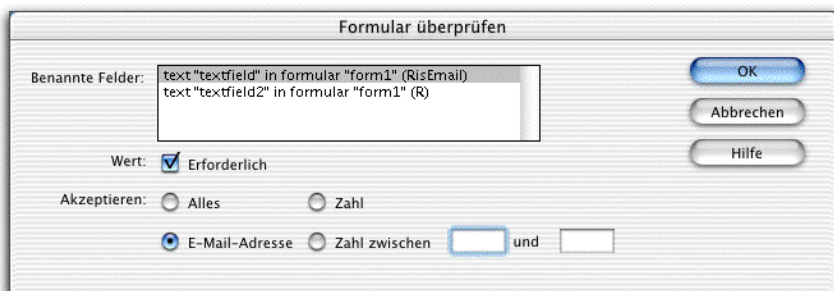 Formular überprüfen
Benannte Felder:
text "textfield" in formular "form1" (RisEmail)
text "textfield2" in formular "form1" (R)
OK
Abbrechen
Hilfe
Wert: Erforderlich
Akzeptieren: Alles Zahl
E-Mail-Adresse Zahl zwischen und